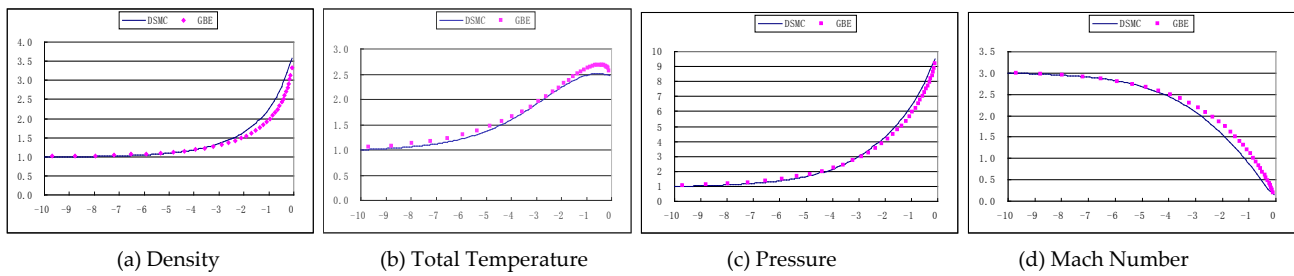 DSMC GBE
4.0
3.5
3.0
2.5
2.0
1.5
1.0
0.5
0.0
-10 -9 -8 -7 -6 -5 -4 -3 -2 -1 0
(a) Density
DSMC GBE
3.0
2.5
2.0
1.5
1.0
0.5
0.0
-10 -8 -6 -4 -2 0
(b) Total Temperature
DSMC GBE
10
9
8
7
6
5
4
3
2
1
0
-10 -9 -8 -7 -6 -5 -4 -3 -2 -1 0
(c) Pressure
DSMC GBE
3.5
3.0
2.5
2.0
1.5
1.0
0.5
0.0
-10 -9 -8 -7 -6 -5 -4 -3 -2 -1 0
(d) Mach Number